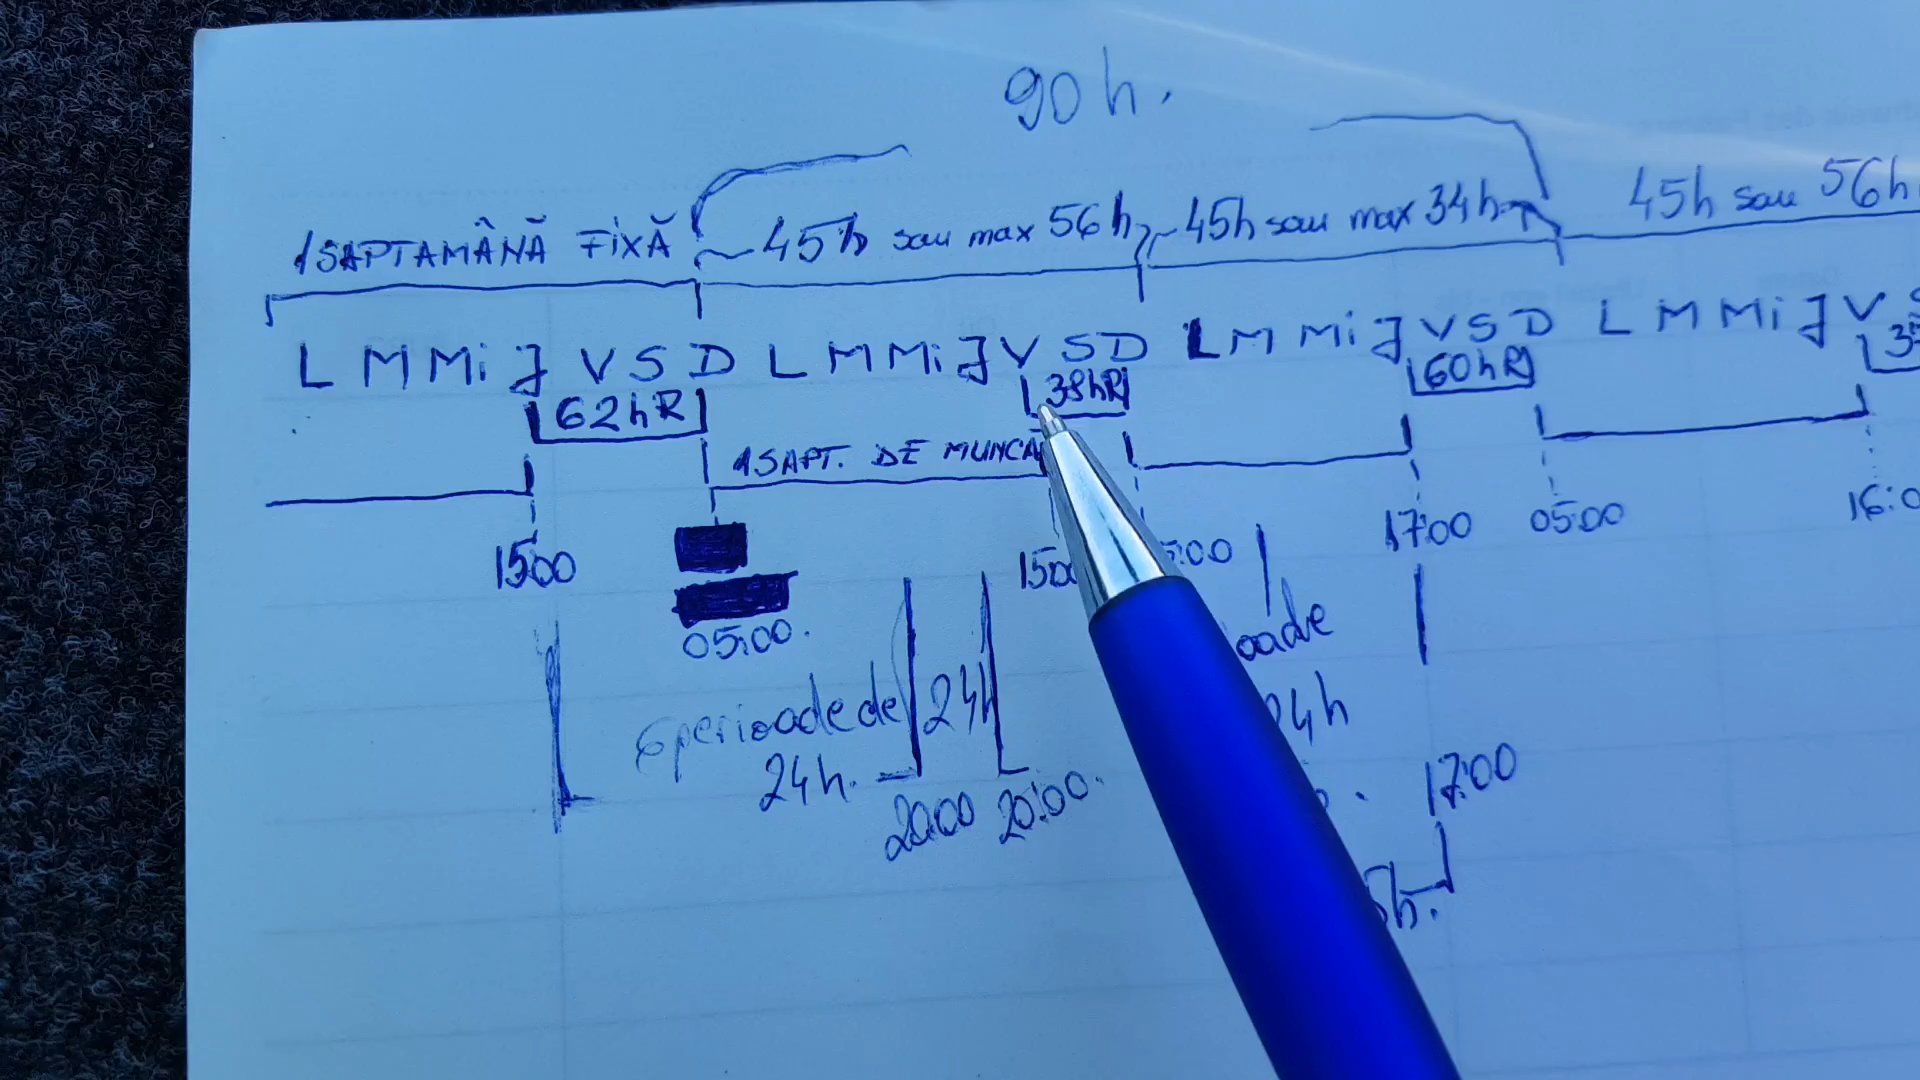 90 h.
1 SAPTAMÂNĂ FIXĂ 45h sau max 56h 45h sau max 34h 45h sau 56h
L M Mi J V S D L M Mi J V S D L M Mi J V S D L M Mi J V
62hR 38hR 60hR
1 SAPT. DE MUNCĂ
1500 17:00 05:00
05:00.
6 perioade de 24h
24h. 24h
20:00 20:00. 17:00